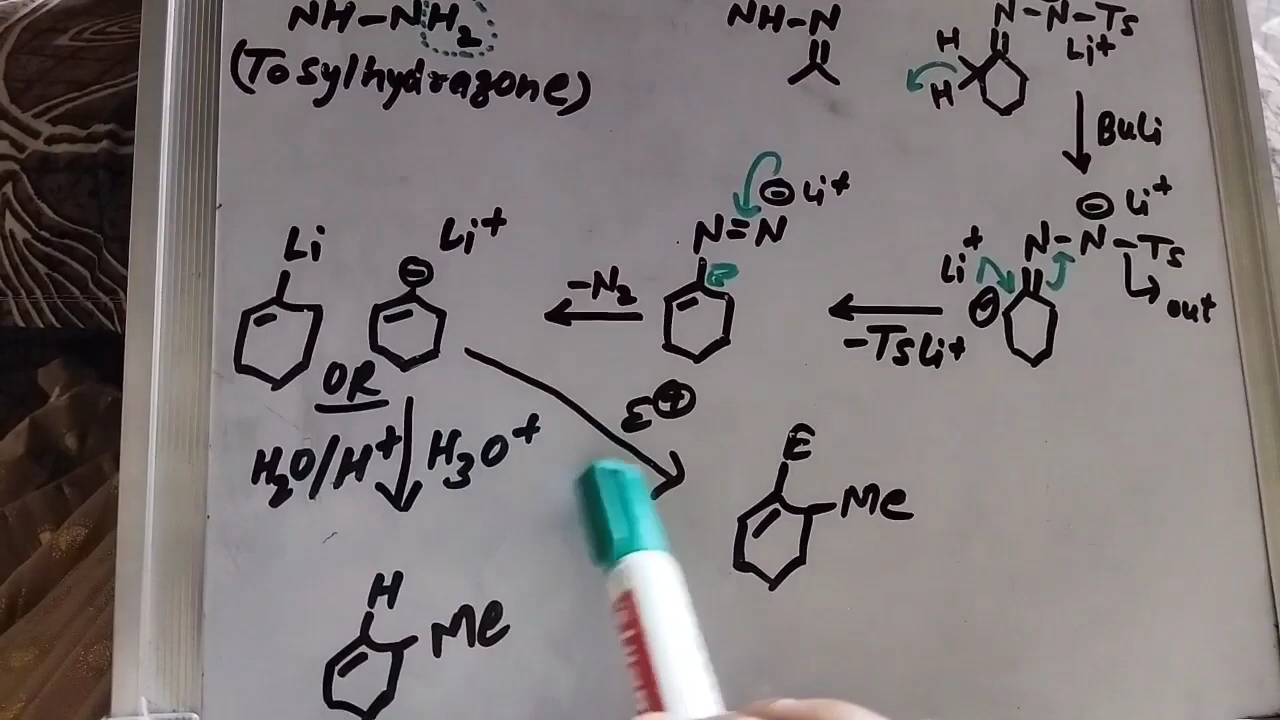 NH-NH2
(Tosylhydrazone)
NH-N
N-N-Ts
Li+
H
H
BuLi
⊖ Li+
N-N-Ts
out
Li+
⊖
-TsLi+
⊖ Li+
N=N
-N2
Li
⊖ Li+
OR
H2O/H+
H3O+
E⊕
E
Me
H
Me